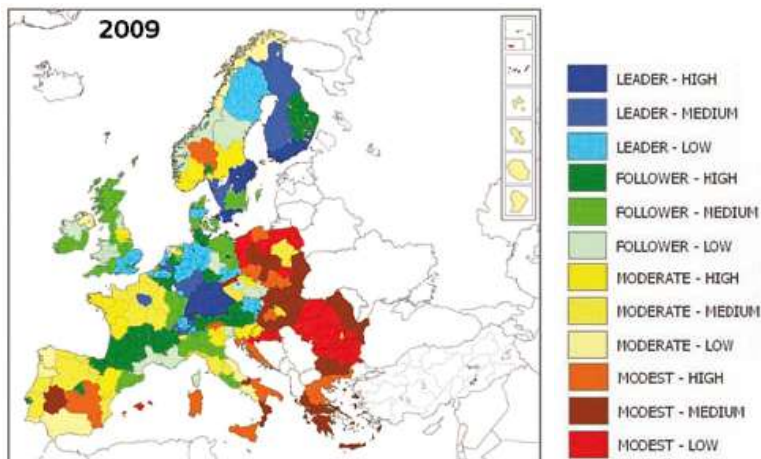 2009
LEADER - HIGH
LEADER - MEDIUM
LEADER - LOW
FOLLOWER - HIGH
FOLLOWER - MEDIUM
FOLLOWER - LOW
MODERATE - HIGH
MODERATE - MEDIUM
MODERATE - LOW
MODEST - HIGH
MODEST - MEDIUM
MODEST - LOW